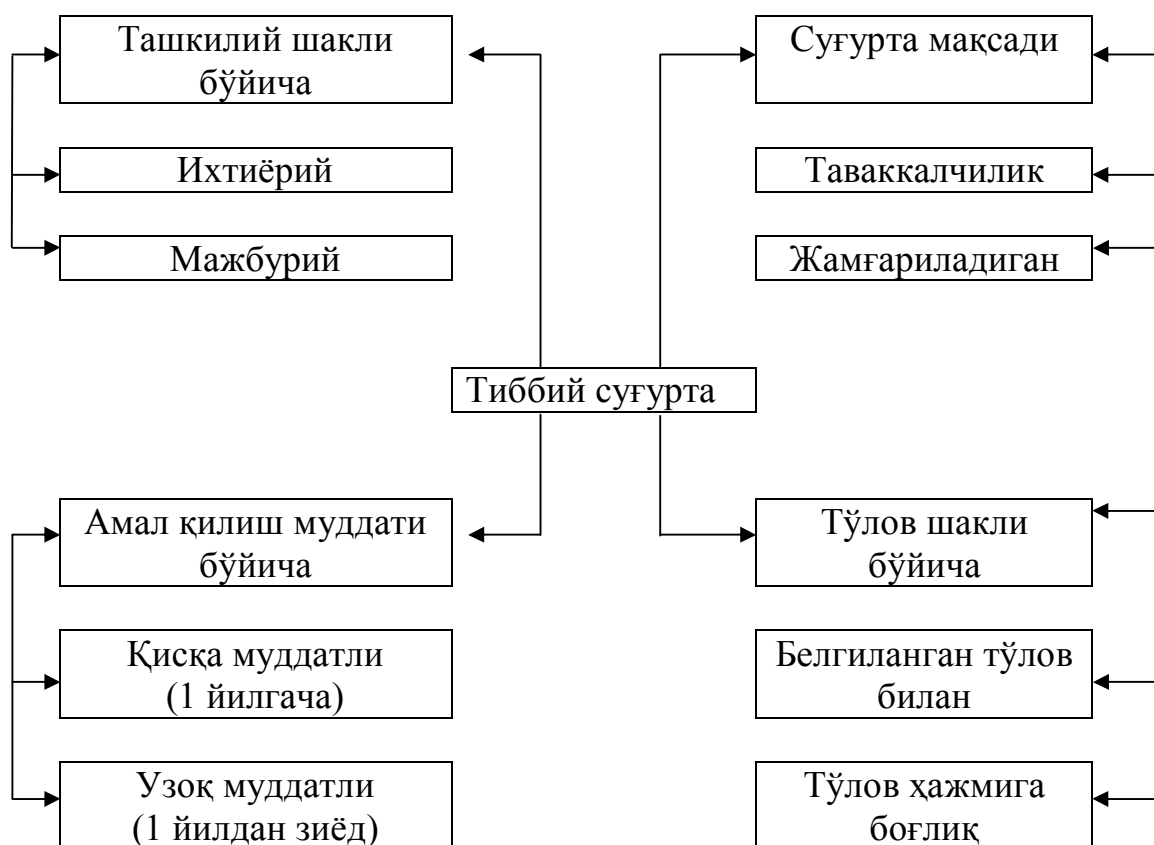 Ташкилий шакли
бўйича
Ихтиёрий
Мажбурий
Суғурта мақсади
Таваккалчилик
Жамғариладиган
Тиббий суғурта
Амал қилиш муддати
бўйича
Қисқа муддатли
(1 йилгача)
Узоқ муддатли
(1 йилдан зиёд)
Тўлов шакли
бўйича
Белгиланган тўлов
билан
Тўлов ҳажмига
боғлиқ